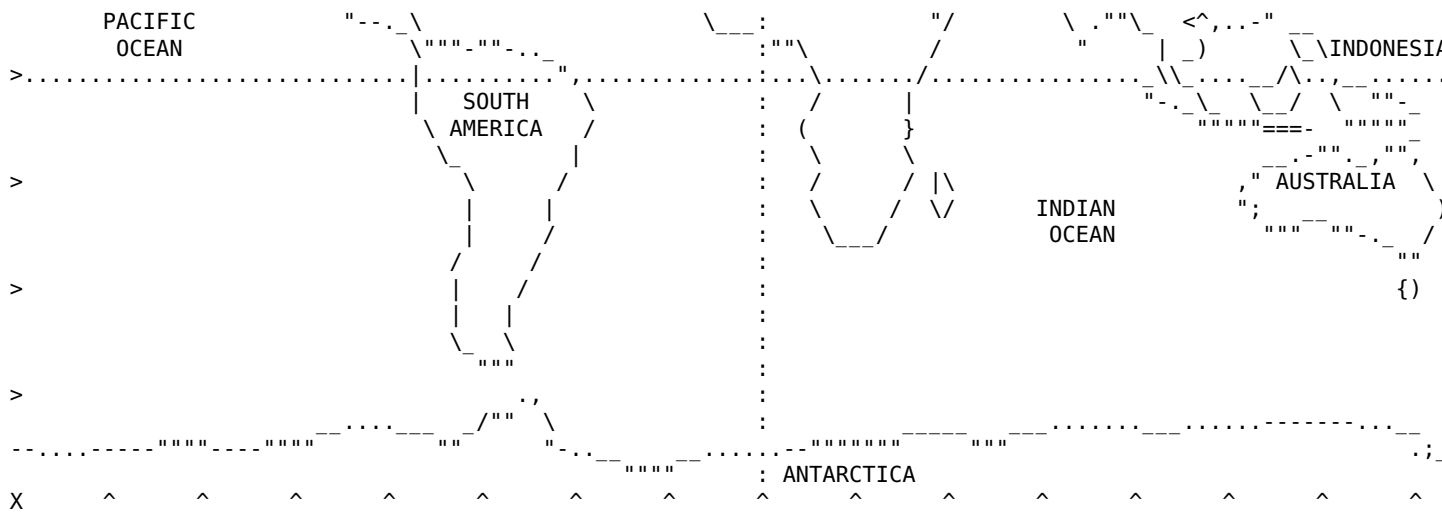 PACIFIC
OCEAN
INDONESIA
SOUTH
AMERICA
AUSTRALIA
INDIAN
OCEAN
ANTARCTICA
X